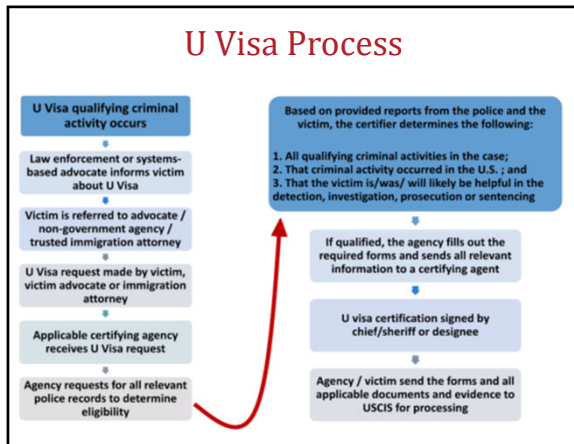 U Visa Process
U Visa qualifying criminal
activity occurs
Law enforcement or systems-
based advocate informs victim
about U Visa
Victim is referred to advocate /
non-government agency /
trusted immigration attorney
U Visa request made by victim,
victim advocate or immigration
attorney
Applicable certifying agency
receives U Visa request
Agency requests for all relevant
police records to determine
eligibility
Based on provided reports from the police and the
victim, the certifier determines the following:
1. All qualifying criminal activities in the case;
2. That criminal activity occurred in the U.S. ; and
3. That the victim is/was/ will likely be helpful in the
detection, investigation, prosecution or sentencing
If qualified, the agency fills out the
required forms and sends all relevant
information to a certifying agent
U visa certification signed by
chief/sheriff or designee
Agency / victim send the forms and all
applicable documents and evidence to
USCIS for processing